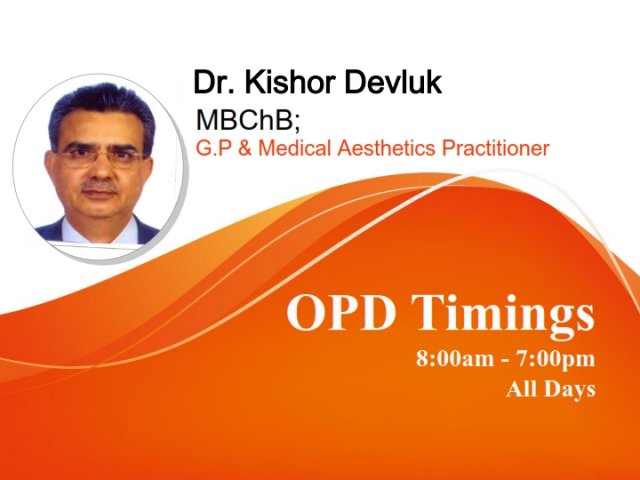 Dr. Kishor Devluk
MBChB;
G.P & Medical Aesthetics Practitioner
OPD Timings
8:00am - 7:00pm
All Days